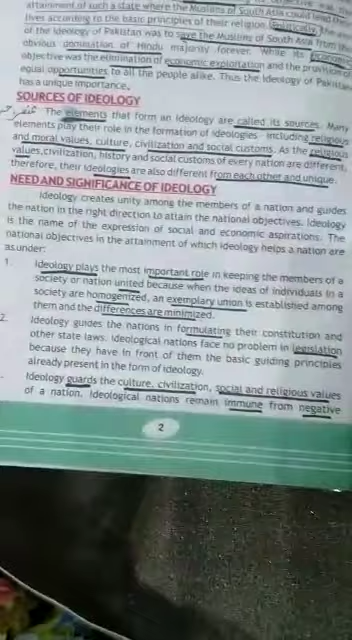 attainment of such a state where the Muslims of South Asia could lead their
lives according to the basic principles of their religion. Politically, the
of the ideology of Pakistan was to save the Muslims of South Asia from the
obvious domination of Hindu majority forever. While its economic
objective was the elimination of economic exploitation and the provision of
equal opportunities to all the people alike. Thus the Ideology of Pakistan
has a unique importance.
SOURCES OF IDEOLOGY
The elements that form an ideology are called its sources. Many
elements play their role in the formation of ideologies - including religious
and moral values, culture, civilization and social customs. As the religious
values, civilization, history and social customs of every nation are different,
therefore, their ideologies are also different from each other and unique.
NEED AND SIGNIFICANCE OF IDEOLOGY
Ideology creates unity among the members of a nation and guides
the nation in the right direction to attain the national objectives. Ideology
is the name of the expression of social and economic aspirations. The
national objectives in the attainment of which ideology helps a nation are
as under:
1. Ideology plays the most important role in keeping the members of a
society or nation united because when the ideas of individuals in a
society are homogenized, an exemplary union is established among
them and the differences are minimized.
2. Ideology guides the nations in formulating their constitution and
other state laws. Ideological nations face no problem in legislation
because they have in front of them the basic guiding principles
already present in the form of ideology.
Ideology guards the culture, civilization, social and religious values
of a nation. Ideological nations remain immune from negative
2